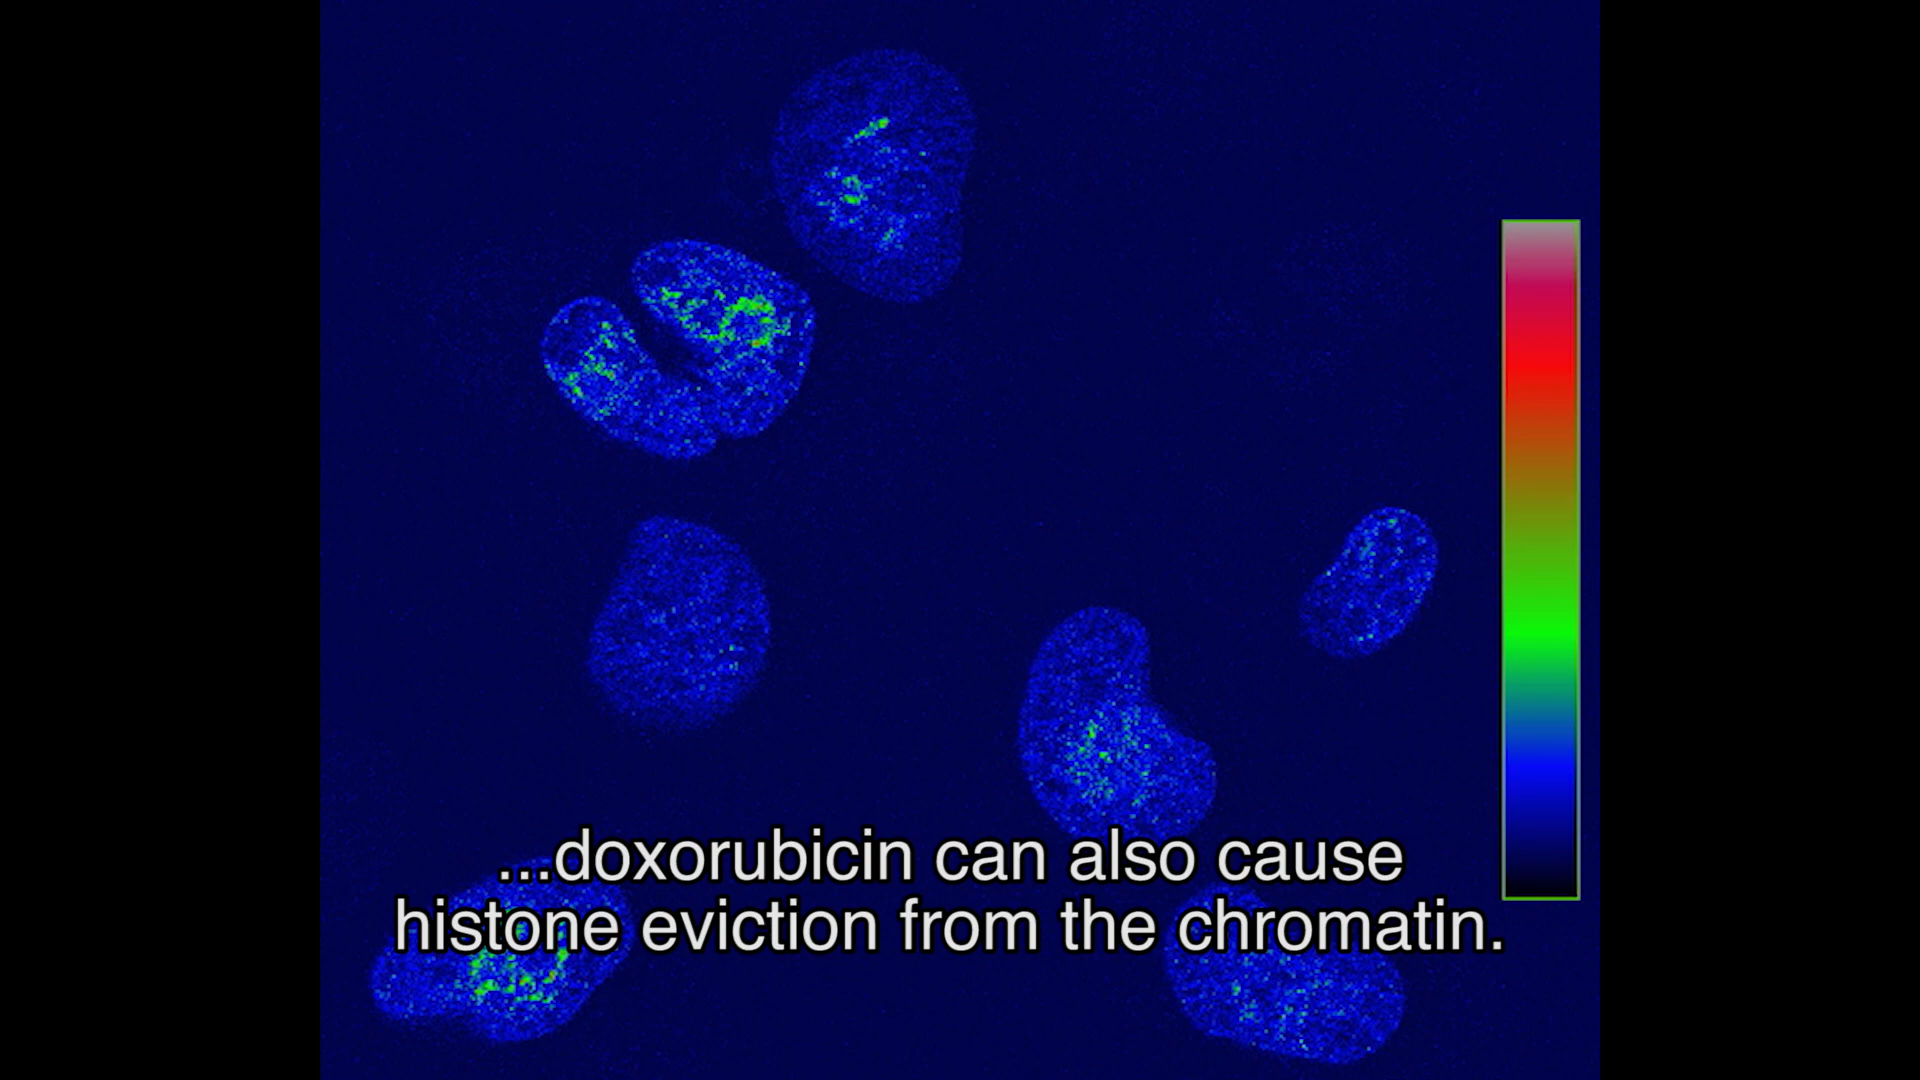 ...doxorubicin can also cause
histone eviction from the chromatin.